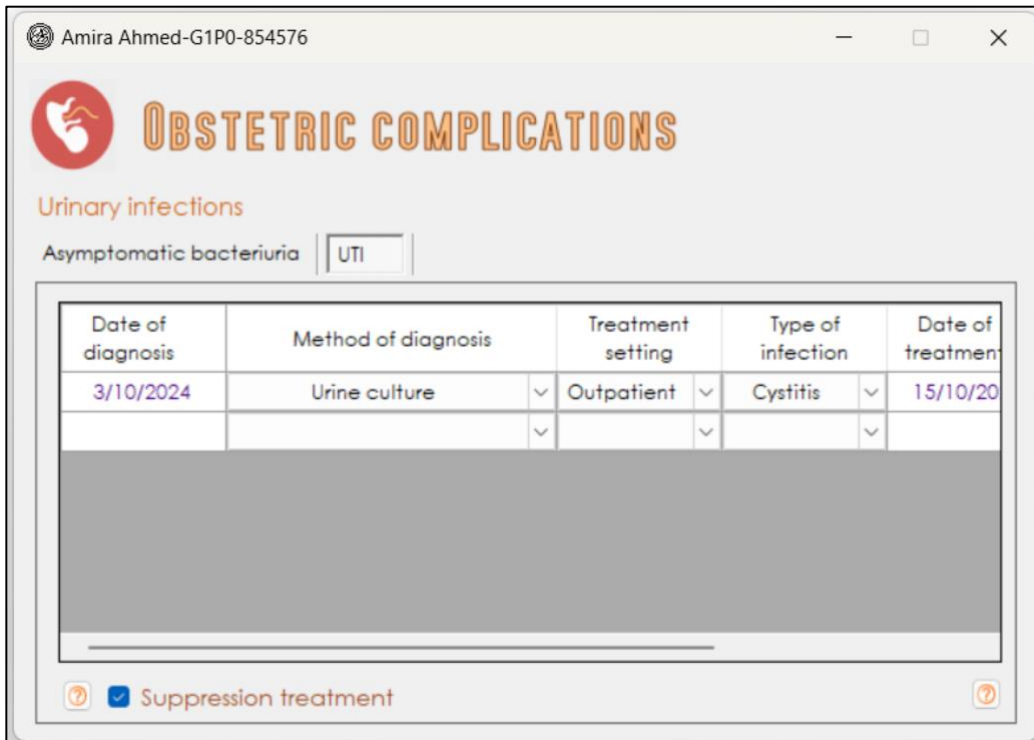 Amira Ahmed-G1P0-854576
OBSTETRIC COMPLICATIONS
Urinary infections
Asymptomatic bacteriuria UTI
Date of diagnosis Method of diagnosis Treatment setting Type of infection Date of treatment
3/10/2024 Urine culture Outpatient Cystitis 15/10/20
Suppression treatment